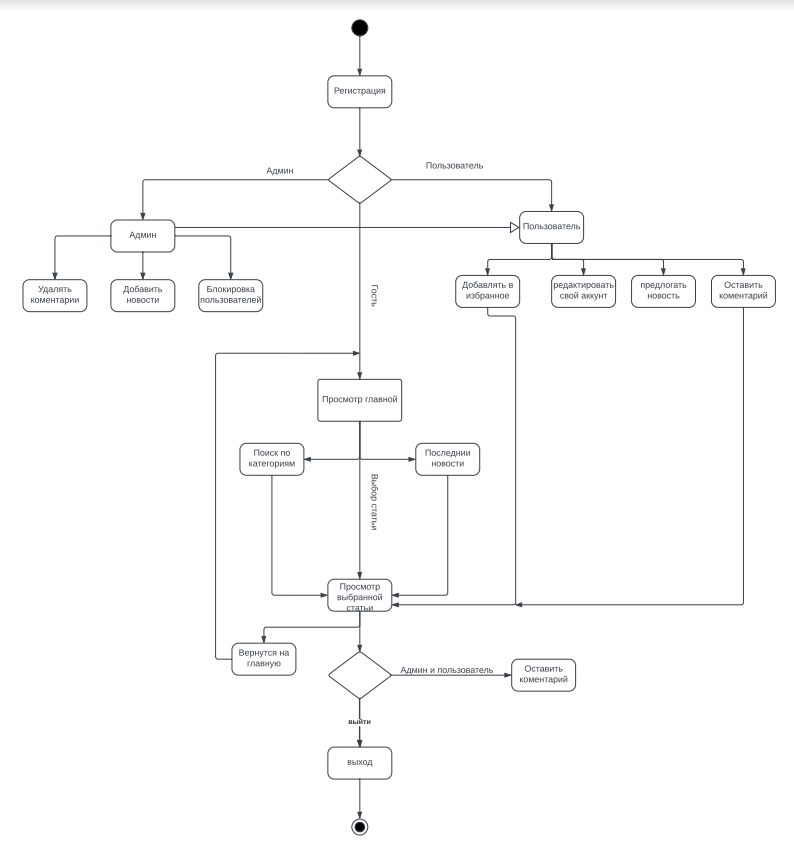 Регистрация
Админ
Пользователь
Админ
Пользователь
Удалять
коментарии
Добавить
новости
Блокировка
пользователей
Добавлять в
избранное
редактировать
свой аккунт
предлогать
новость
Оставить
коментарий
Гость
Просмотр главной
Поиск по
категориям
Последнии
новости
Выбор статьи
Просмотр
выбранной
статьи
Вернутся на
главную
Админ и пользователь
Оставить
коментарий
выйти
выход